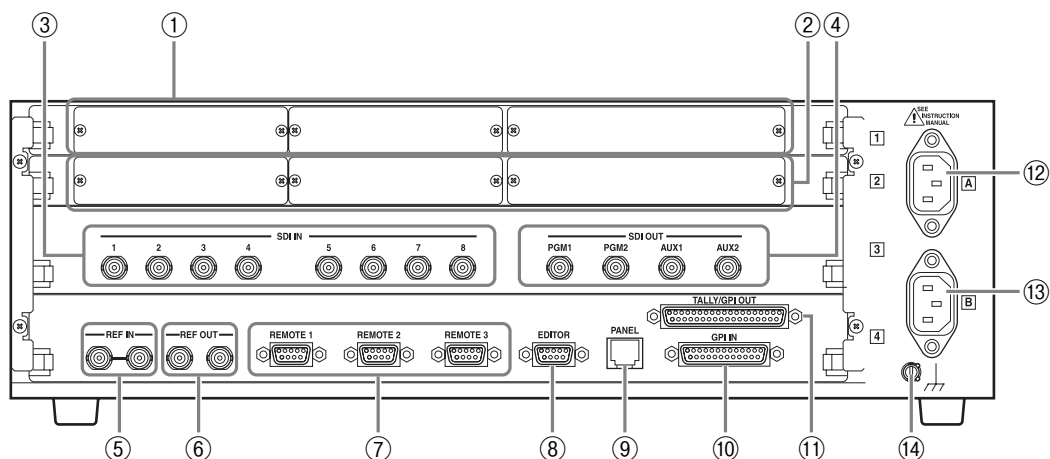 ③ ① ② ④
SEE
INSTRUCTION
MANUAL
1
2 A ⑫
SDI IN SDI OUT
1 2 3 4 5 6 7 8 PGM1 PGM2 AUX1 AUX2
3
B ⑬
TALLY/GPI OUT
REF IN REF OUT REMOTE 1 REMOTE 2 REMOTE 3 EDITOR PANEL ⑪
GPI IN
4
⑤ ⑥ ⑦ ⑧ ⑨ ⑩ ⑭